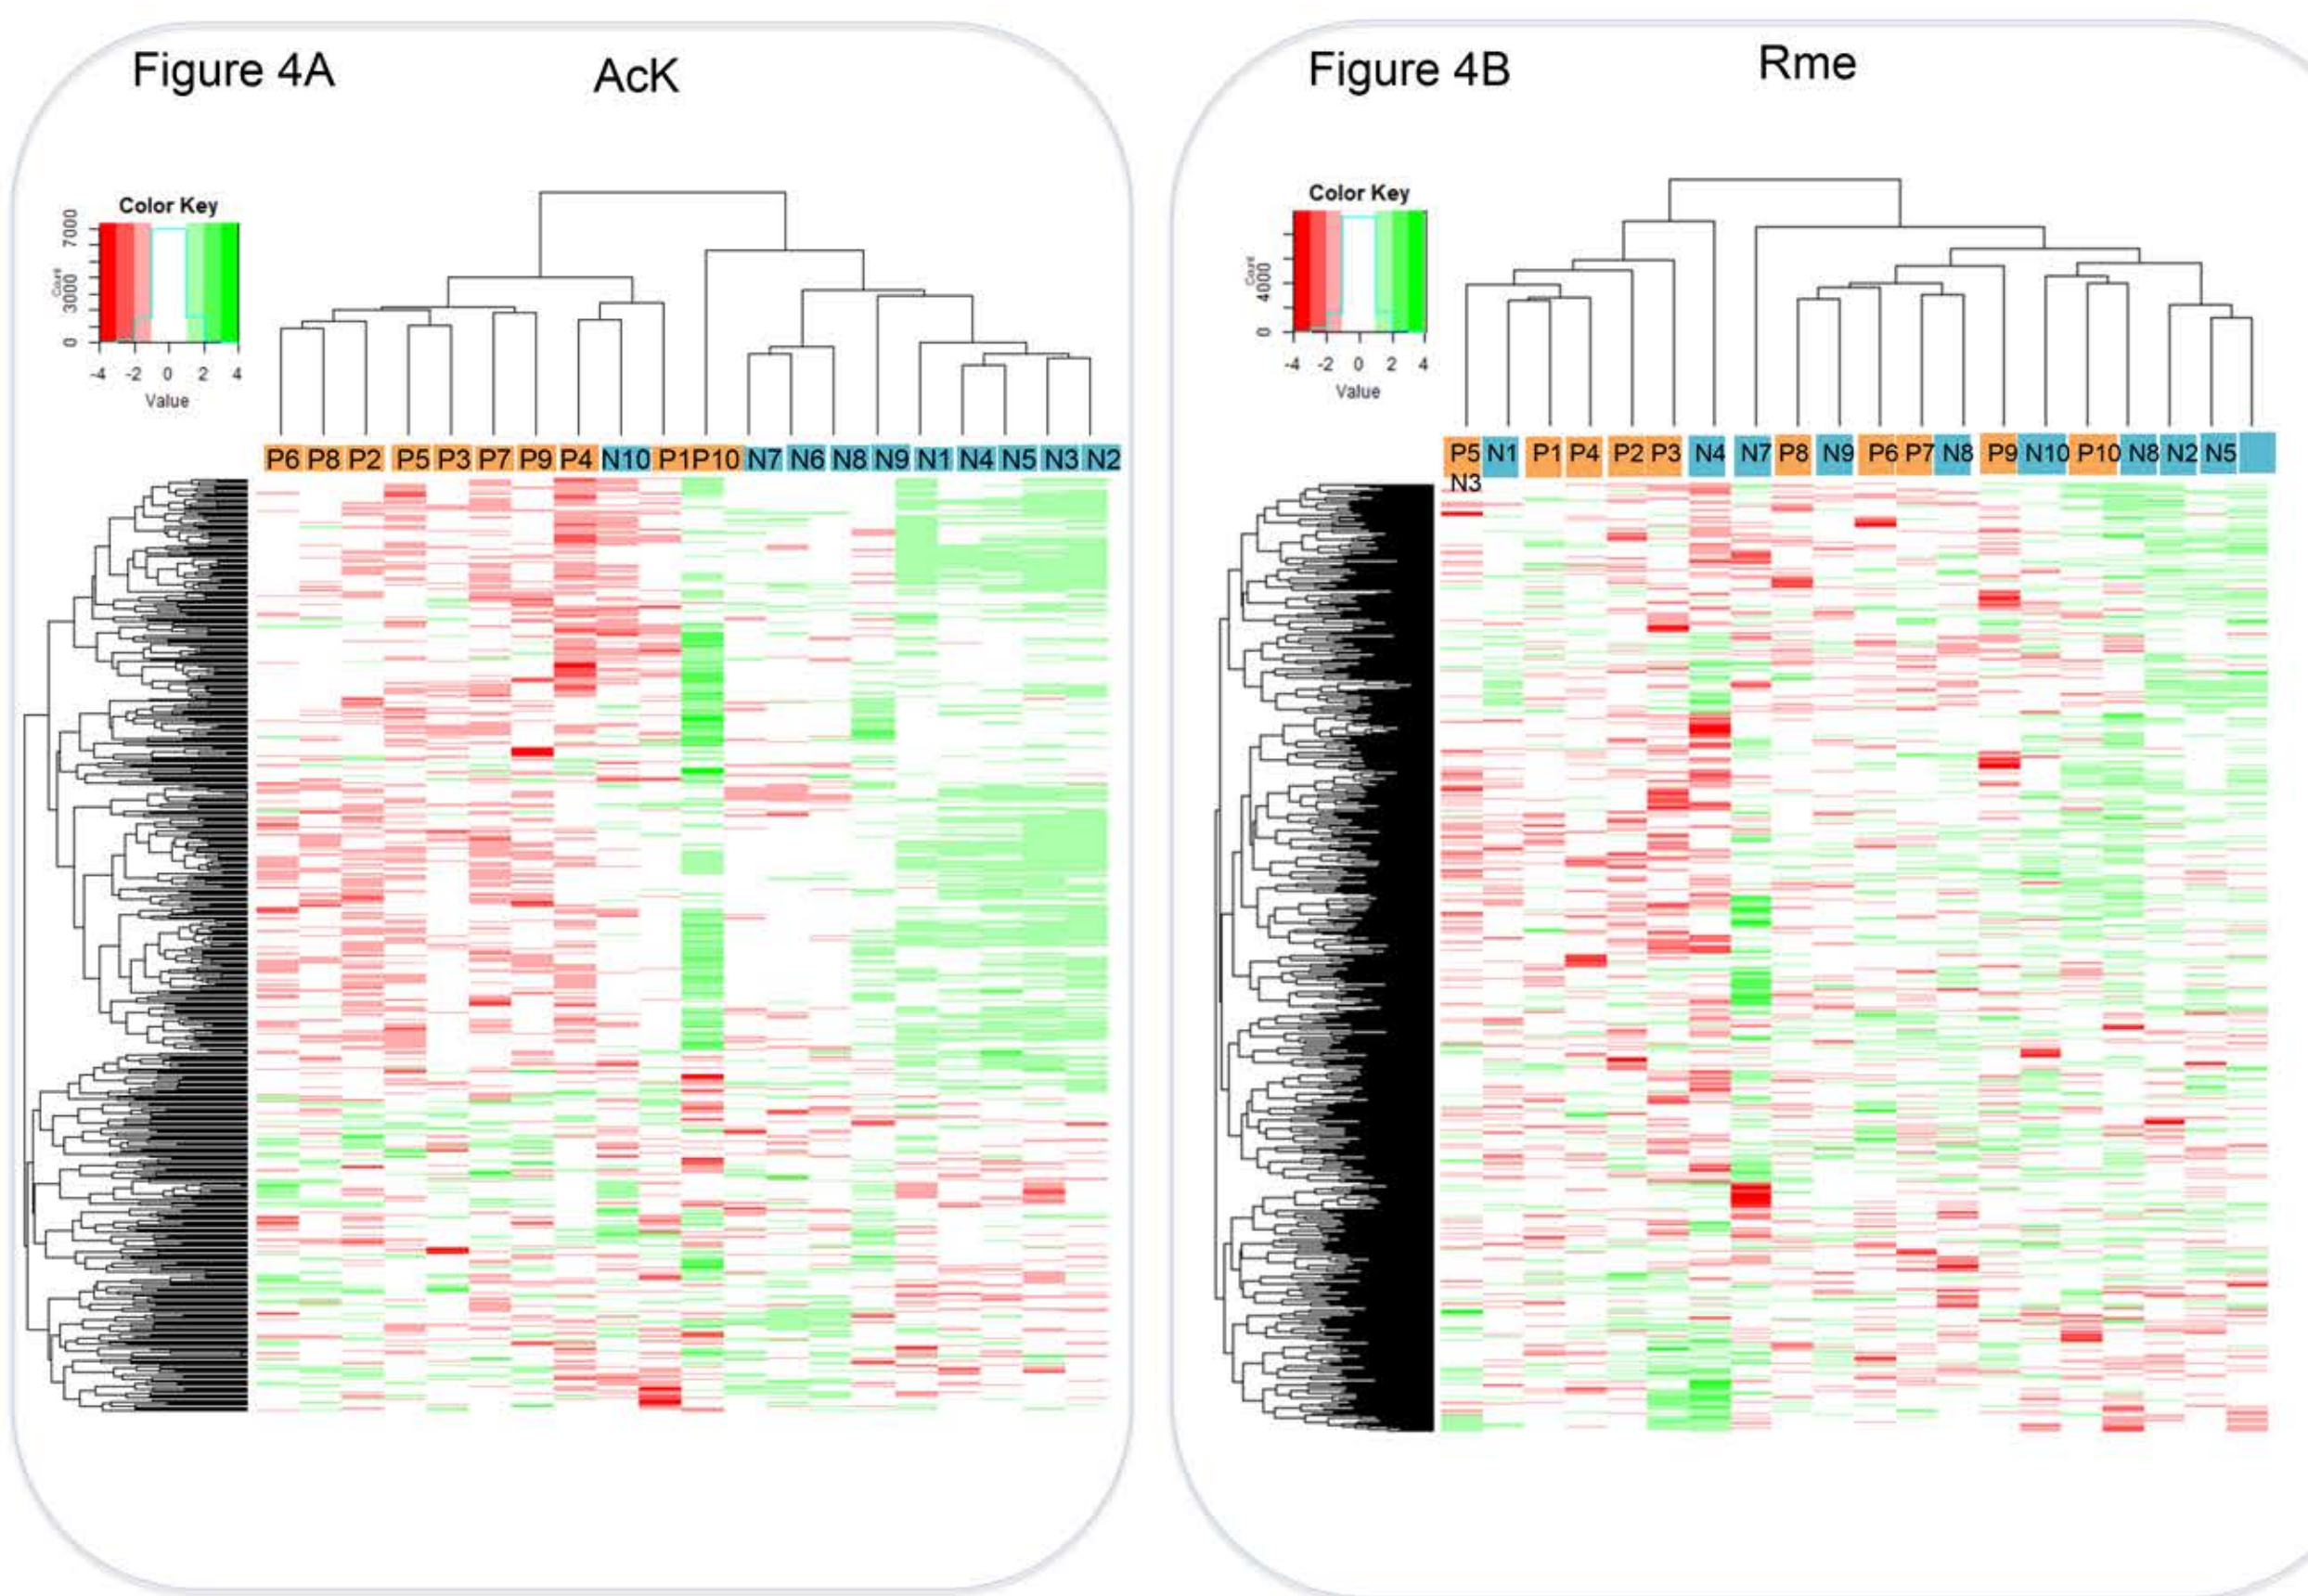 Figure 4A
AcK
Color Key
7000
3000
0
Count
-4 -2 0 2 4
Value
P6 P8 P2 P5 P3 P7 P9 P4 N10 P1 P10 N7 N6 N8 N9 N1 N4 N5 N3 N2
Figure 4B
Rme
Color Key
4000
0
Count
-4 -2 0 2 4
Value
P5 N1 P1 P4 P2 P3 N4 N7 P8 N9 P6 P7 N8 P9 N10 P10 N8 N2 N5
N3